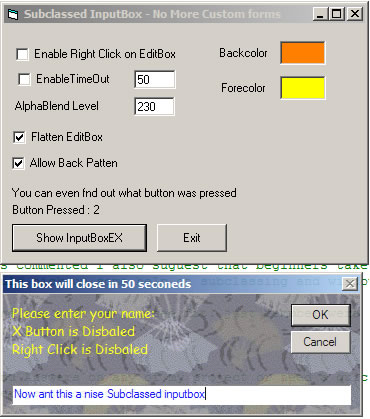 Subclassed InputBox - No More Custom forms
Enable Right Click on EditBox
Backcolor
EnableTimeOut
50
Forecolor
AlphaBlend Level
230
Flatten EditBox
Allow Back Patten
You can even fnd out what button was pressed
Button Pressed : 2
Show InputBoxEX
Exit
s commented I also suguest that beginners take
This box will close in 50 seconeds
Please enter your name:
X Button is Disbaled
Right Click is Disbaled
OK
Cancel
Now ant this a nise Subclassed inputbox